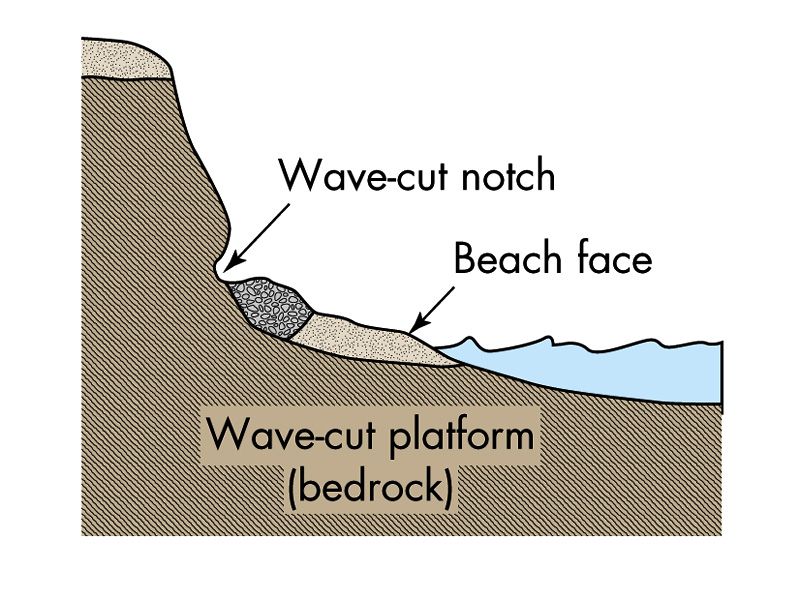 Wave-cut notch
Beach face
Wave-cut platform
(bedrock)